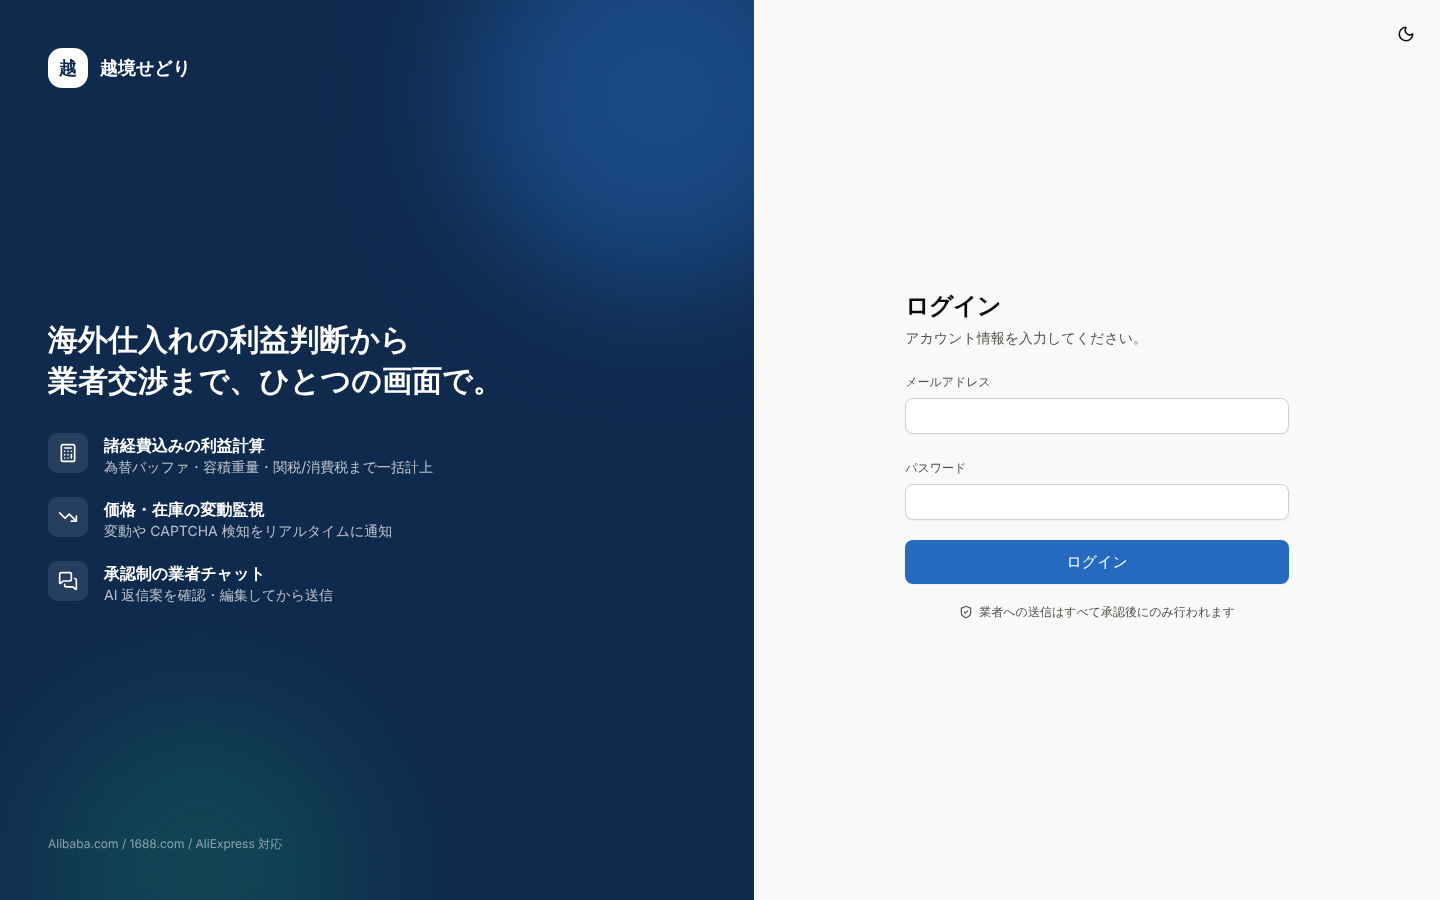 越 越境せどり
海外仕入れの利益判断から
業者交渉まで、ひとつの画面で。
諸経費込みの利益計算
為替バッファ・容積重量・関税/消費税まで一括計上
価格・在庫の変動監視
変動や CAPTCHA 検知をリアルタイムに通知
承認制の業者チャット
AI 返信案を確認・編集してから送信
Alibaba.com / 1688.com / AliExpress 対応
ログイン
アカウント情報を入力してください。
メールアドレス
パスワード
ログイン
業者への送信はすべて承認後にのみ行われます